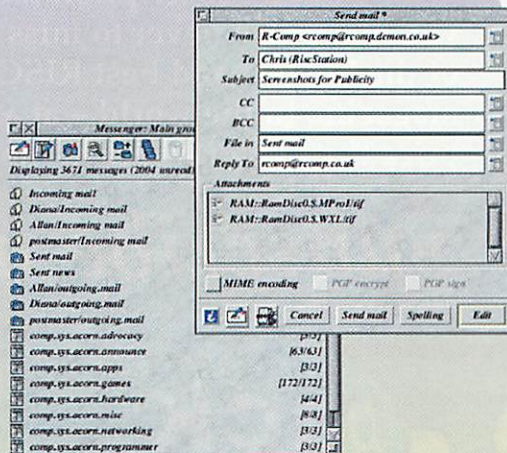 Send mail *
From R-Comp <rcomp@rcomp.demon.co.uk>
To Chris (RiscStation)
Subject Screenshots for Publicity
CC
BCC
File in Sent mail
Reply To rcomp@rcomp.co.uk
Attachments
RAM::RamDisc0.$.MPro1/tif
RAM::RamDisc0.$.WXL/tif
MIME encoding PGP encrypt PGP sign
Cancel Send mail Spelling Edit
Messenger: Main gro
Displaying 3671 messages (2004 unread)
Incoming mail
Diana/Incoming mail
Allan/Incoming mail
postmaster/Incoming mail
Sent mail
Sent news
Allan/outgoing.mail
Diana/outgoing.mail
postmaster/outgoing.mail
comp.sys.acorn.advocacy [3/3]
comp.sys.acorn.announce [63/63]
comp.sys.acorn.apps [3/3]
comp.sys.acorn.games [172/172]
comp.sys.acorn.hardware [4/4]
comp.sys.acorn.misc [8/8]
comp.sys.acorn.networking [3/3]
comp.sys.acorn.programmer [3/3]